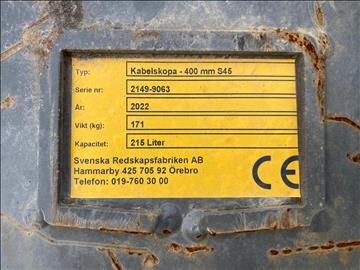 Typ: Kabelskopa - 400 mm S45
Serie nr: 2149-9063
År: 2022
Vikt (kg): 171
Kapacitet: 215 Liter
Svenska Redskapsfabriken AB
Hammarby 425 705 92 Örebro
Telefon: 019-760 30 00
CE